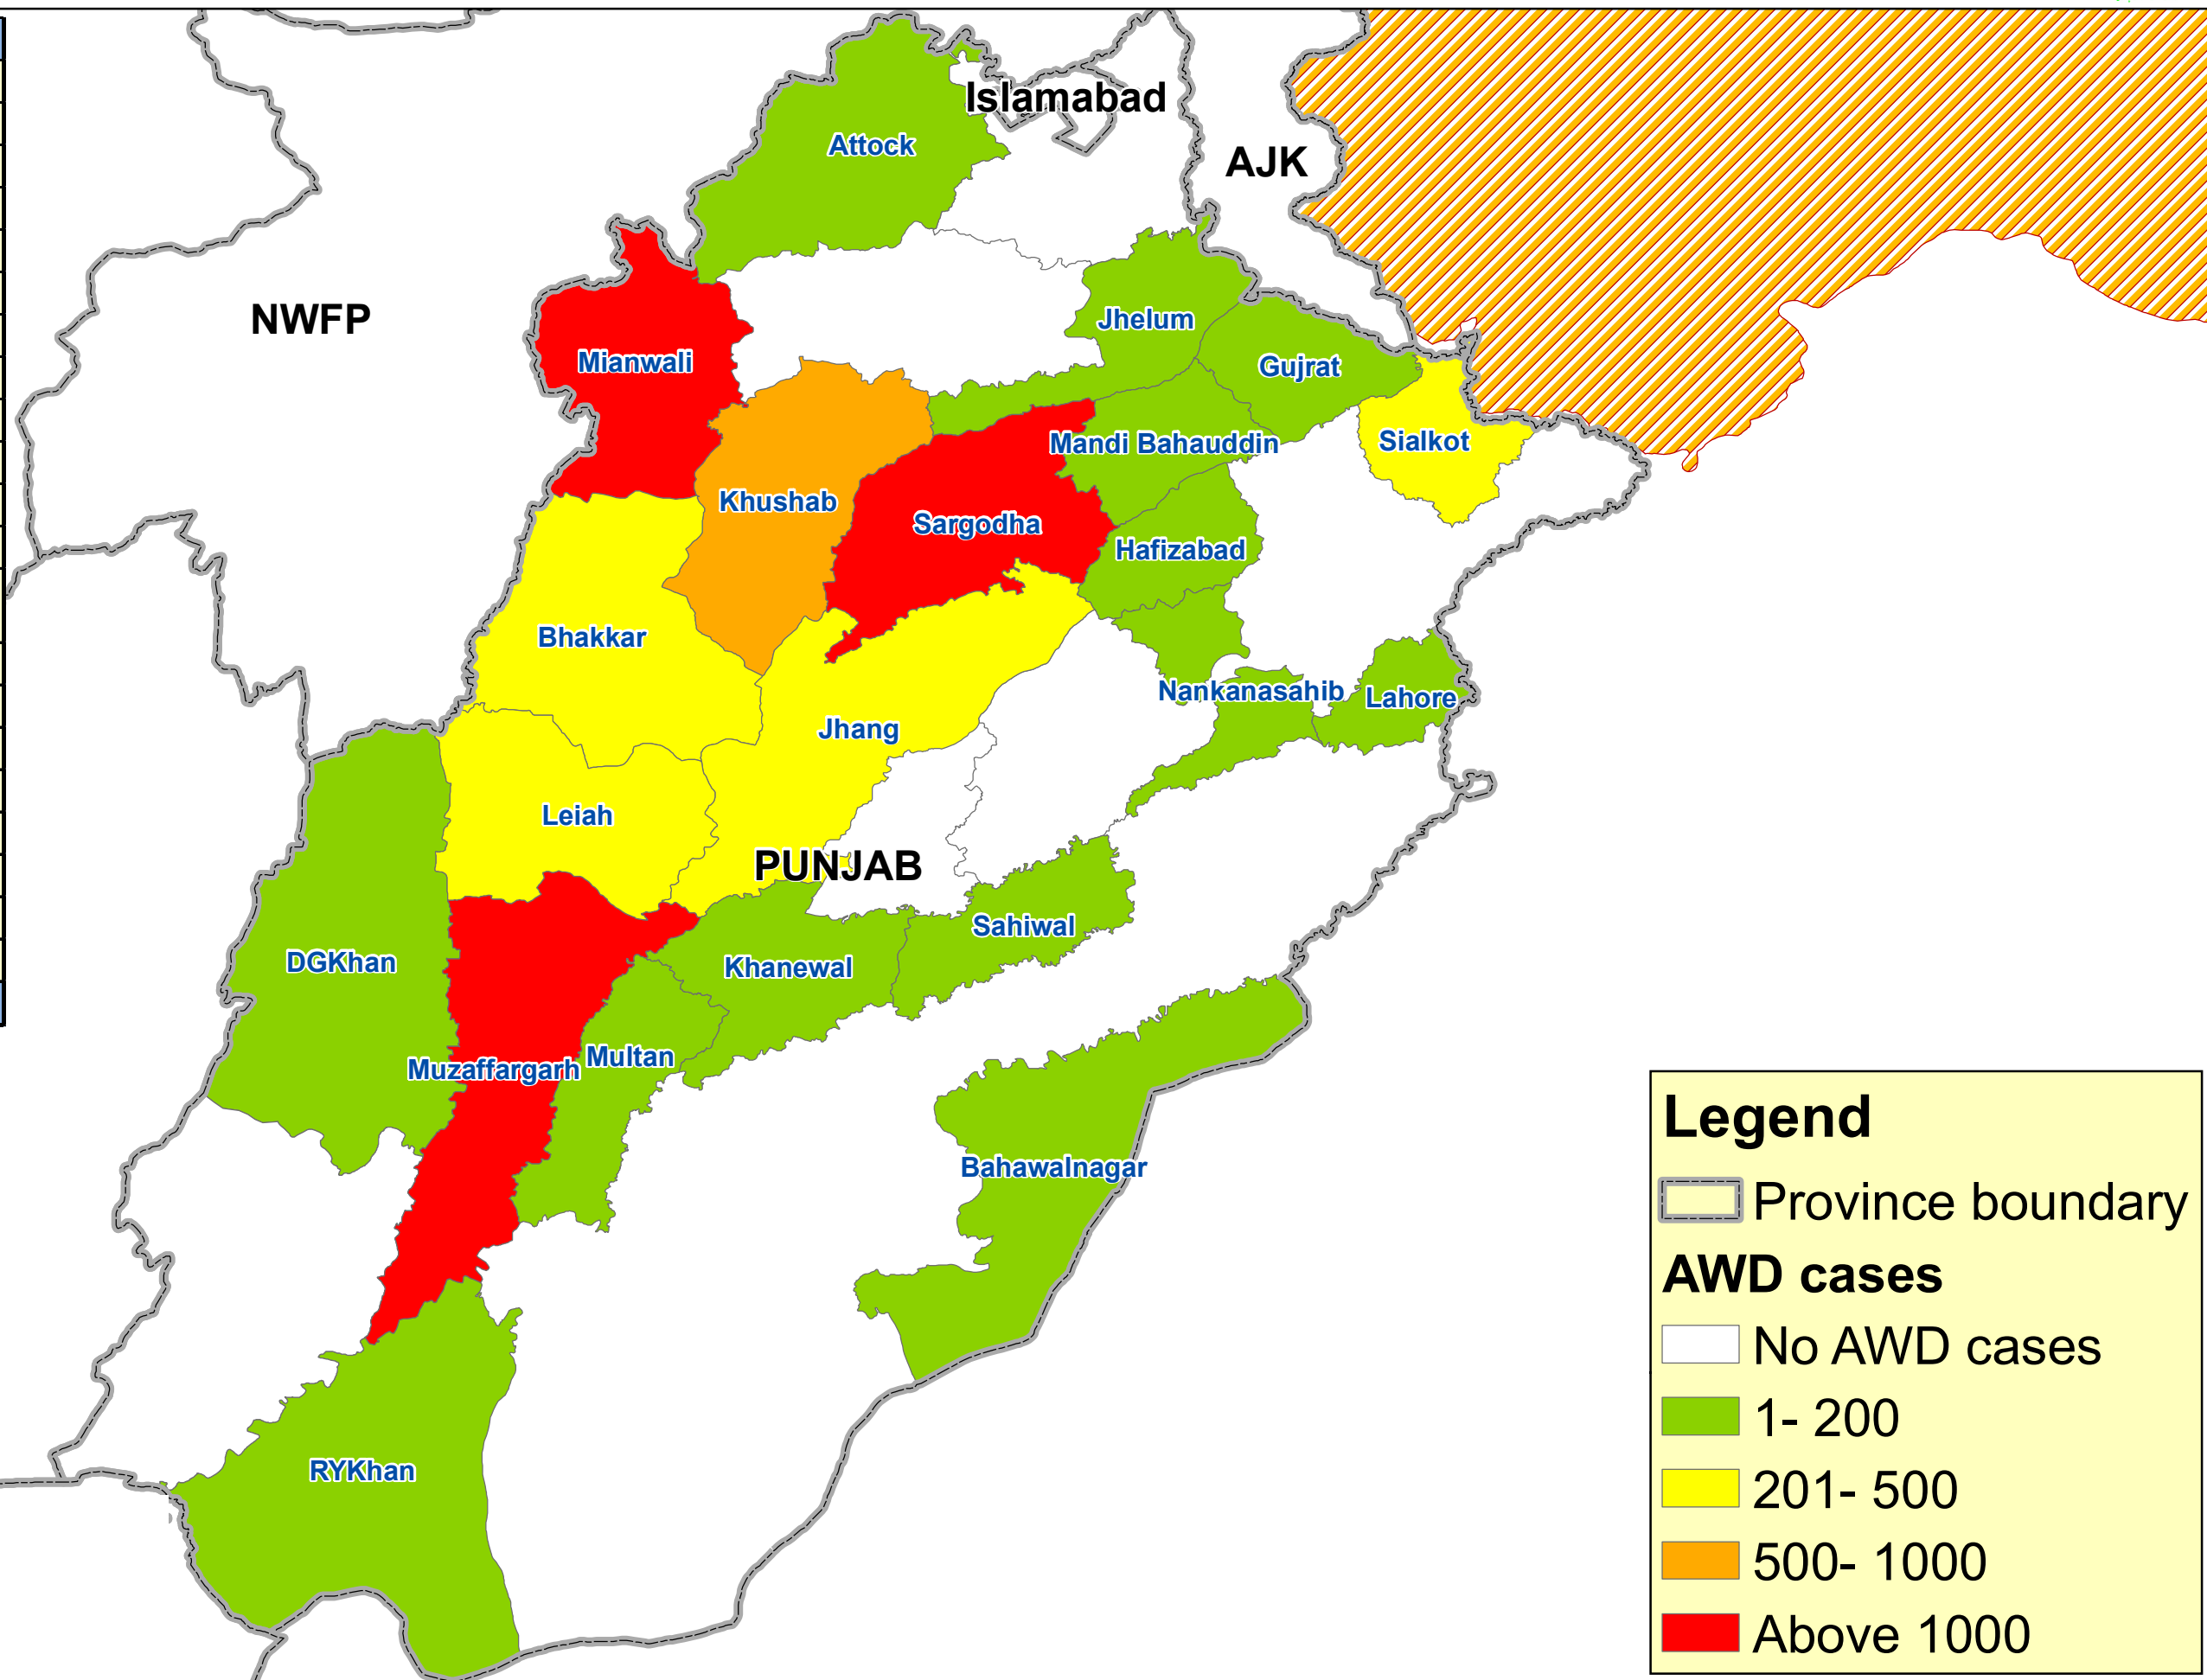 Islamabad
Attock
AJK
NWFP
Jhelum
Mianwali
Gujrat
Mandi Bahauddin
Sialkot
Khushab
Sargodha
Hafizabad
Bhakkar
Nankanasahib
Lahore
Jhang
Leiah
PUNJAB
Sahiwal
DGKhan
Khanewal
Muzaffargarh
Multan
Bahawalnagar
RYKhan
Legend
Province boundary
AWD cases
No AWD cases
1- 200
201- 500
500- 1000
Above 1000